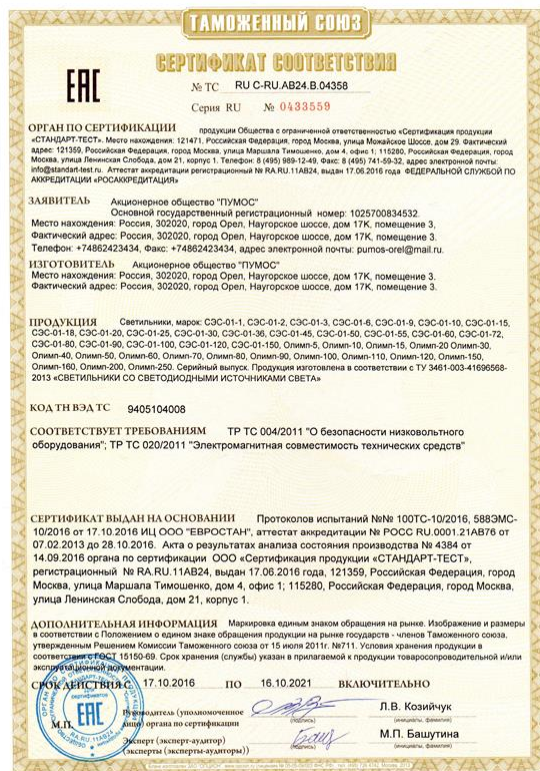 ТАМОЖЕННЫЙ СОЮЗ
СЕРТИФИКАТ СООТВЕТСТВИЯ
ЕАС
№ ТС RU C-RU.АВ24.В.04358
Серия RU № 0433559
ОРГАН ПО СЕРТИФИКАЦИИ продукции Общества с ограниченной ответственностью «Сертификация продукции
«СТАНДАРТ-ТЕСТ». Место нахождения: 121471, Российская Федерация, город Москва, улица Можайское Шоссе, дом 29. Фактический
адрес: 121359, Российская Федерация, город Москва, улица Маршала Тимошенко, дом 4, офис 1; 115280, Российская Федерация, город
Москва, улица Ленинская Слобода, дом 21, корпус 1. Телефон: 8 (495) 989-12-49, Факс: 8 (495) 741-59-32, адрес электронной почты:
info@standart-test.ru. Аттестат аккредитации регистрационный № RA.RU.11АВ24, выдан 17.06.2016 года ФЕДЕРАЛЬНОЙ СЛУЖБОЙ ПО
АККРЕДИТАЦИИ «РОСАККРЕДИТАЦИЯ»
ЗАЯВИТЕЛЬ Акционерное общество "ПУМОС"
Основной государственный регистрационный номер: 1025700834532.
Место нахождения: Россия, 302020, город Орел, Наугорское шоссе, дом 17К, помещение 3,
Фактический адрес: Россия, 302020, город Орел, Наугорское шоссе, дом 17К, помещение 3.
Телефон: +74862423434, Факс: +74862423434, адрес электронной почты: pumos-orel@mail.ru.
ИЗГОТОВИТЕЛЬ Акционерное общество "ПУМОС"
Место нахождения: Россия, 302020, город Орел, Наугорское шоссе, дом 17К, помещение 3,
Фактический адрес: Россия, 302020, город Орел, Наугорское шоссе, дом 17К, помещение 3.
ПРОДУКЦИЯ Светильники, марок: СЭС-01-1, СЭС-01-2, СЭС-01-3, СЭС-01-6, СЭС-01-9, СЭС-01-10, СЭС-01-15,
СЭС-01-18, СЭС-01-20, СЭС-01-25, СЭС-01-30, СЭС-01-36, СЭС-01-45, СЭС-01-50, СЭС-01-55, СЭС-01-60, СЭС-01-72,
СЭС-01-80, СЭС-01-90, СЭС-01-100, СЭС-01-120, СЭС-01-150, Олимп-5, Олимп-10, Олимп-15, Олимп-20 Олимп-30,
Олимп-40, Олимп-50, Олимп-60, Олимп-70, Олимп-80, Олимп-90, Олимп-100, Олимп-110, Олимп-120, Олимп-150,
Олимп-160, Олимп-200, Олимп-250. Серийный выпуск. Продукция изготовлена в соответствии с ТУ 3461-003-41696568-
2013 «СВЕТИЛЬНИКИ СО СВЕТОДИОДНЫМИ ИСТОЧНИКАМИ СВЕТА»
КОД ТН ВЭД ТС 9405104008
СООТВЕТСТВУЕТ ТРЕБОВАНИЯМ ТР ТС 004/2011 "О безопасности низковольтного
оборудования"; ТР ТС 020/2011 "Электромагнитная совместимость технических средств"
СЕРТИФИКАТ ВЫДАН НА ОСНОВАНИИ Протоколов испытаний №№ 100ТС-10/2016, 588ЭМС-
10/2016 от 17.10.2016 ИЦ ООО "ЕВРОСТАН", аттестат аккредитации № РОСС RU.0001.21АВ76 от
07.02.2013 до 28.10.2016. Акта о результатах анализа состояния производства № 4384 от
14.09.2016 органа по сертификации ООО «Сертификация продукции «СТАНДАРТ-ТЕСТ»,
регистрационный № RA.RU.11АВ24, выдан 17.06.2016 года, 121359, Российская Федерация, город
Москва, улица Маршала Тимошенко, дом 4, офис 1; 115280, Российская Федерация, город Москва,
улица Ленинская Слобода, дом 21, корпус 1.
ДОПОЛНИТЕЛЬНАЯ ИНФОРМАЦИЯ Маркировка единым знаком обращения на рынке. Изображение и размеры
в соответствии с Положением о едином знаке обращения продукции на рынке государств - членов Таможенного союза,
утвержденным Решением Комиссии Таможенного союза от 15 июля 2011г. №711. Условия хранения продукции в
соответствии с ГОСТ 15150-69. Срок хранения (службы) указан в прилагаемой к продукции товаросопроводительной и/или
эксплуатационной документации.
СРОК ДЕЙСТВИЯ С 17.10.2016 ПО 16.10.2021 ВКЛЮЧИТЕЛЬНО
М.П.
Руководитель (уполномоченное
лицо) органа по сертификации
(подпись)
Л.В. Козийчук
(инициалы, фамилия)
Эксперт (эксперт-аудитор)
(эксперты (эксперты-аудиторы))
(подпись)
М.П. Башутина
(инициалы, фамилия)
СТАНДАРТ-ТЕСТ
для
сертификатов
ЕАС
RA.RU.11АВ24